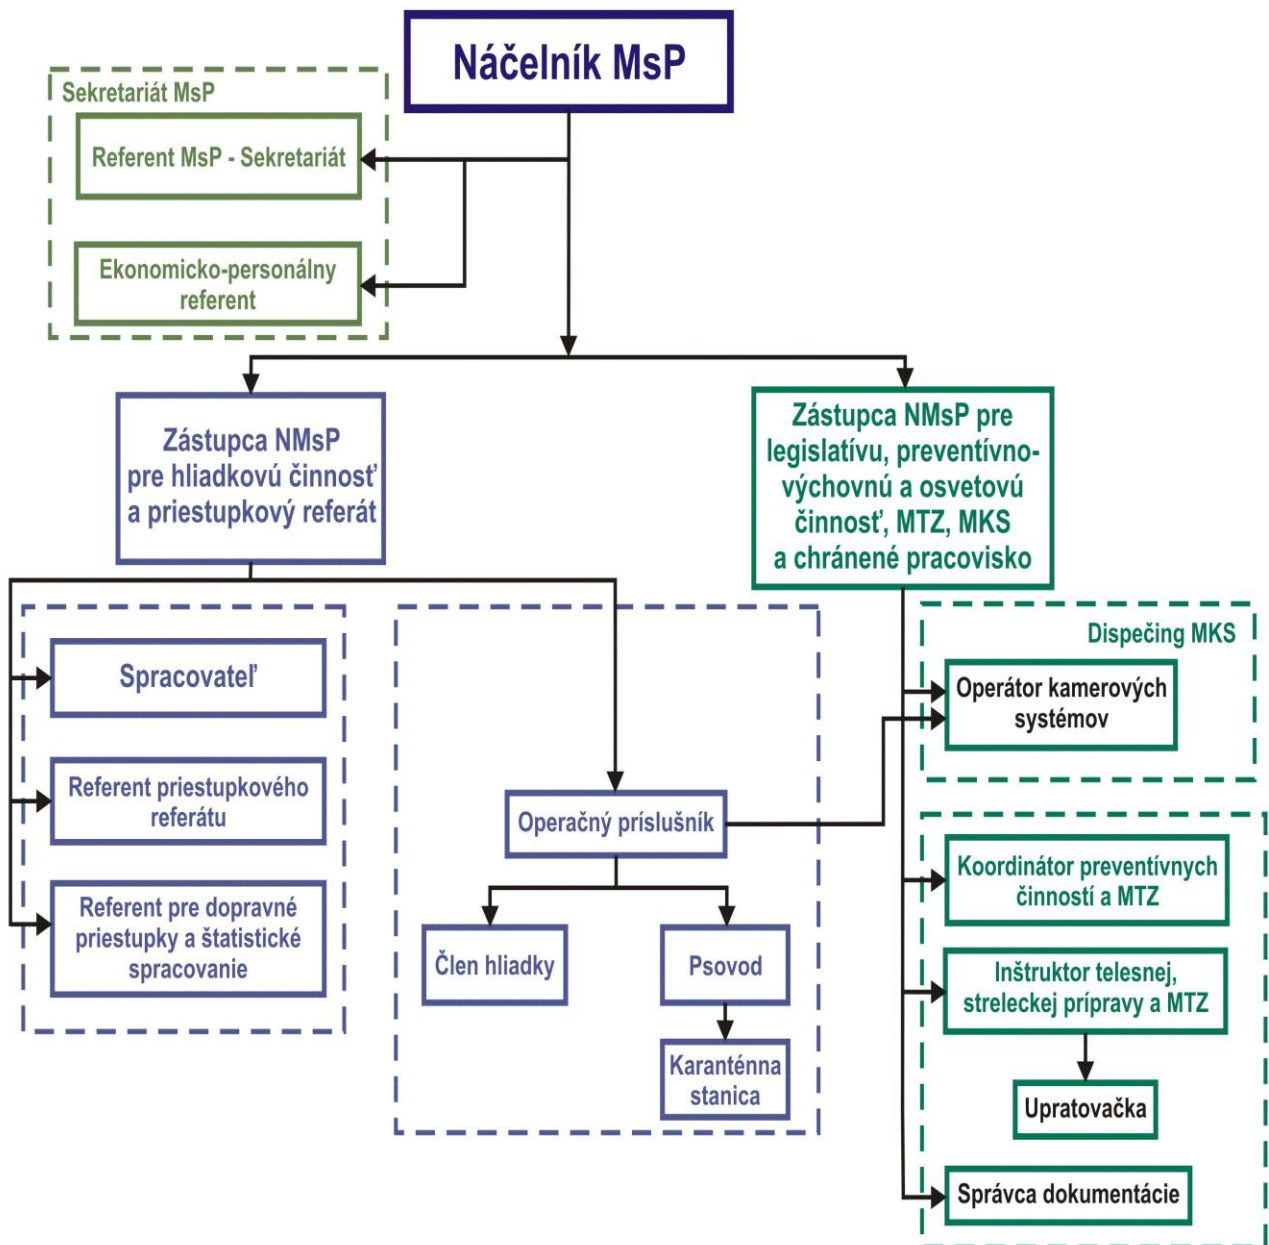 Náčelník MsP
Sekretariát MsP
Referent MsP - Sekretariát
Ekonomicko-personálny
referent
Zástupca NMsP
pre hliadkovú činnosť
a priestupkový referát
Zástupca NMsP pre
legislatívu, preventívno-
výchovnú a osvetovú
činnosť, MTZ, MKS
a chránené pracovisko
Spracovateľ
Referent priestupkového
referátu
Referent pre dopravné
priestupky a štatistické
spracovanie
Operačný príslušník
Člen hliadky
Psovod
Karanténna
stanica
Dispečing MKS
Operátor kamerových
systémov
Koordinátor preventívnych
činností a MTZ
Inštruktor telesnej,
streleckej prípravy a MTZ
Upratovačka
Správca dokumentácie